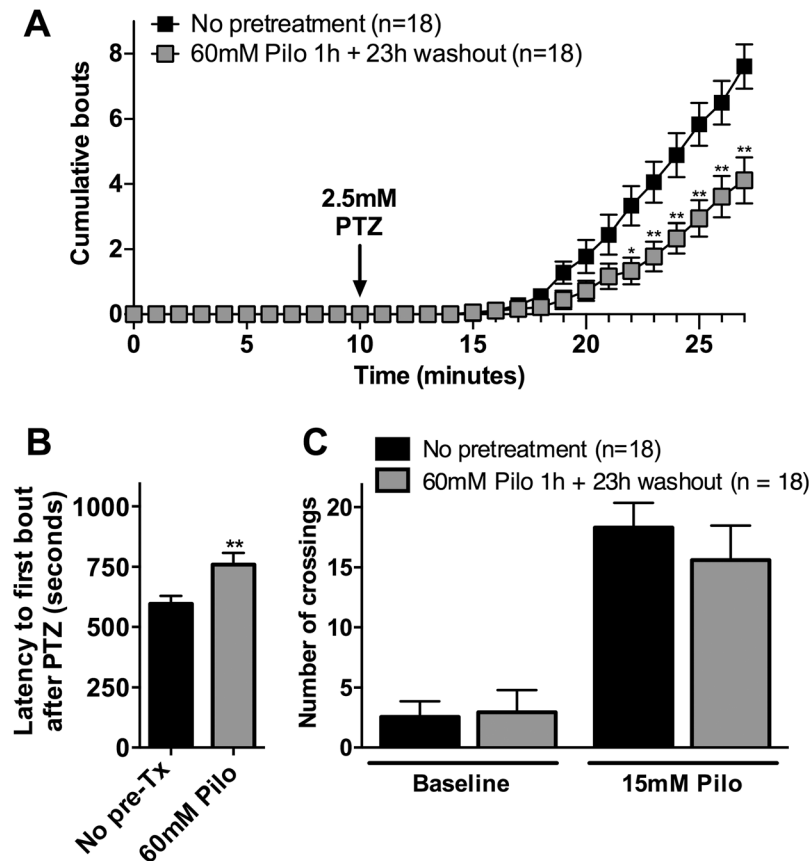 A
No pretreatment (n=18)
60mM Pilo 1h + 23h washout (n=18)
Cumulative bouts
8
6
4
2
0
2.5mM
PTZ
*
**
**
**
**
**
0
5
10
15
20
25
Time (minutes)
B
Latency to first bout
after PTZ (seconds)
1000
750
500
250
0
**
No pre-Tx
60mM Pilo
C
No pretreatment (n=18)
60mM Pilo 1h + 23h washout (n = 18)
Number of crossings
20
15
10
5
0
Baseline
15mM Pilo